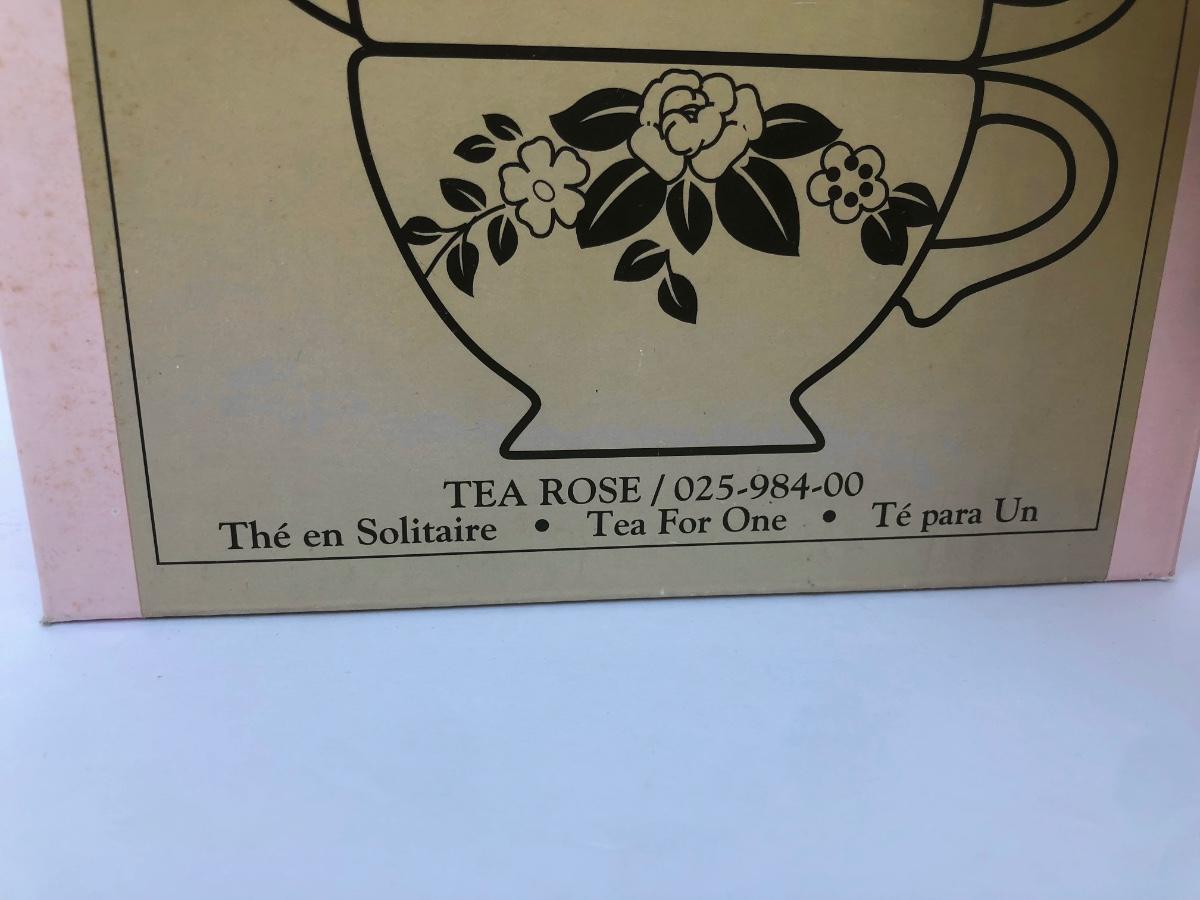 TEA ROSE / 025-984-00
Thé en Solitaire • Tea For One • Té para Un